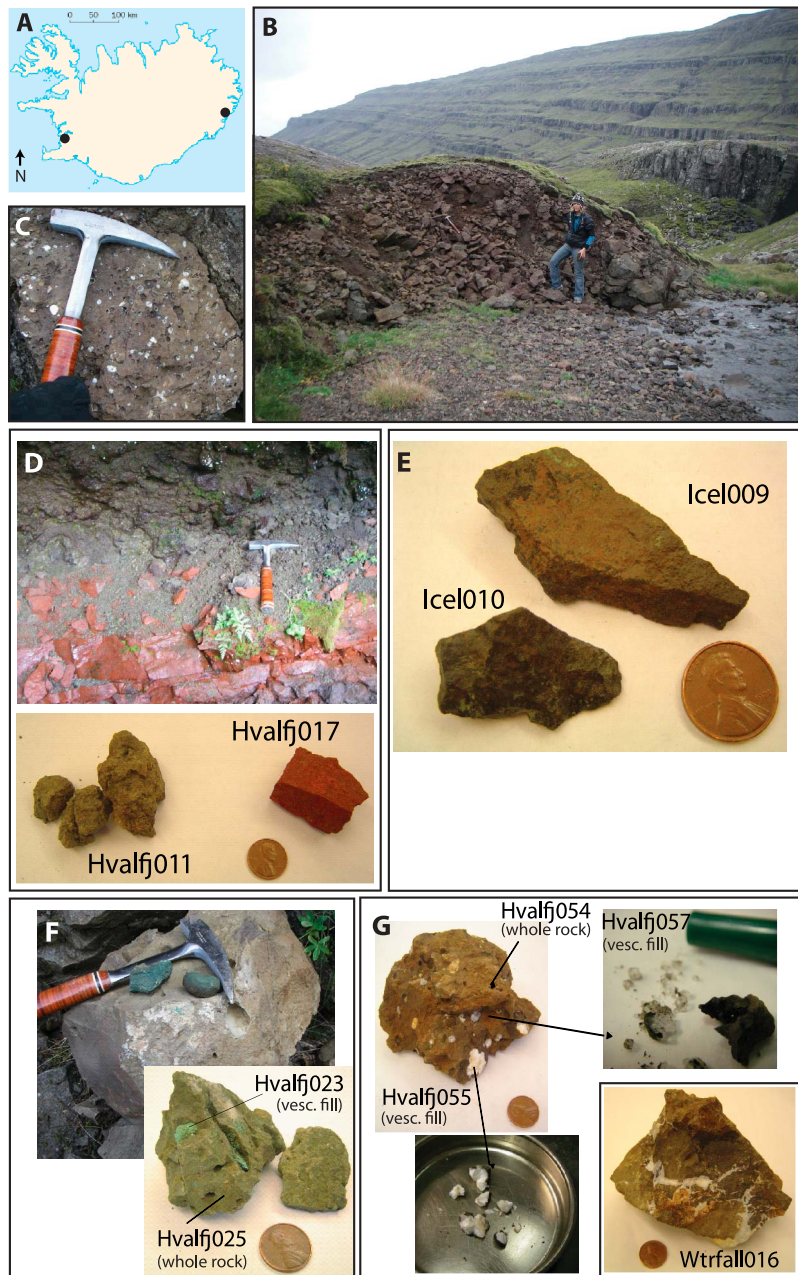 A
0 50 100 km
N
B
C
D
Hvalfj017
Hvalfj011
E
Icel009
Icel010
F
Hvalfj023
(vesc. fill)
Hvalfj025
(whole rock)
G
Hvalfj054
(whole rock)
Hvalfj057
(vesc. fill)
Hvalfj055
(vesc. fill)
Wtrfall016